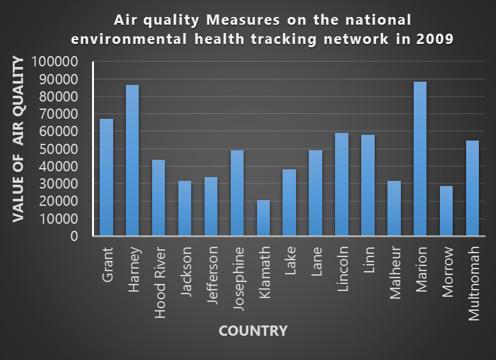 Air quality Measures on the national
environmental health tracking network in 2009
VALUE OF AIR QUALITY
100000
90000
80000
70000
60000
50000
40000
30000
20000
10000
0
Grant
Harney
Hood River
Jackson
Jefferson
Josephine
Klamath
Lake
Lane
Lincoln
Linn
Malheur
Marion
Morrow
Multnomah
COUNTRY